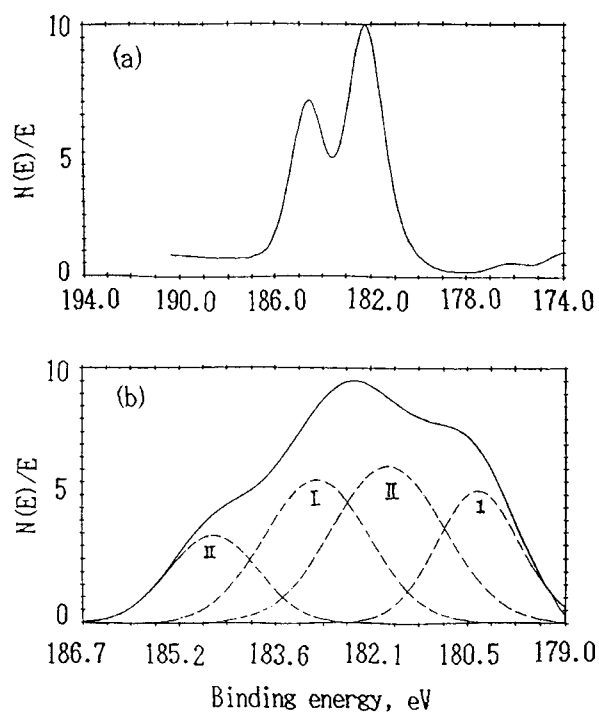 10
(a)
N(E)/E
5
0
194.0 190.0 186.0 182.0 178.0 174.0
10
(b)
N(E)/E
5
II I II I
0
186.7 185.2 183.6 182.1 180.5 179.0
Binding energy, eV